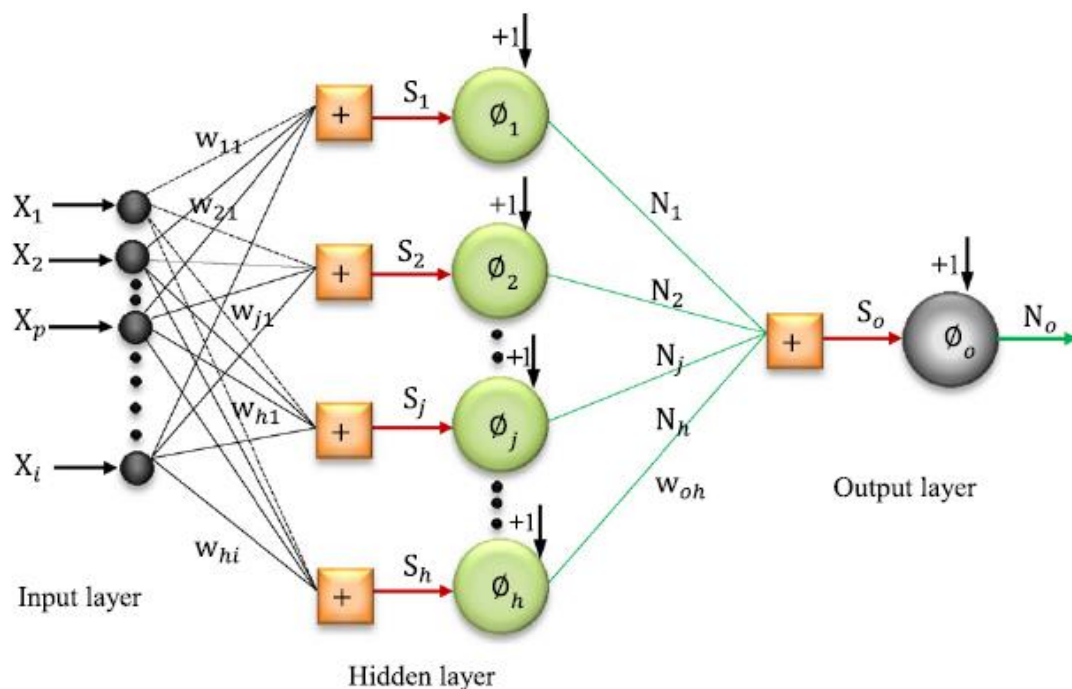 +1
S₁
+
∅₁
w₁₁
X₁
w₂₁
N₁
+1
X₂
S₂
+
∅₂
+1
N₂
Xₚ
wⱼ₁
Sₒ
Nₒ
+
∅ₒ
+1
Nⱼ
wₕ₁
Sⱼ
+
∅ⱼ
Nₕ
Xᵢ
wₒₕ
Output layer
+1
wₕᵢ
Sₕ
+
∅ₕ
Input layer
Hidden layer